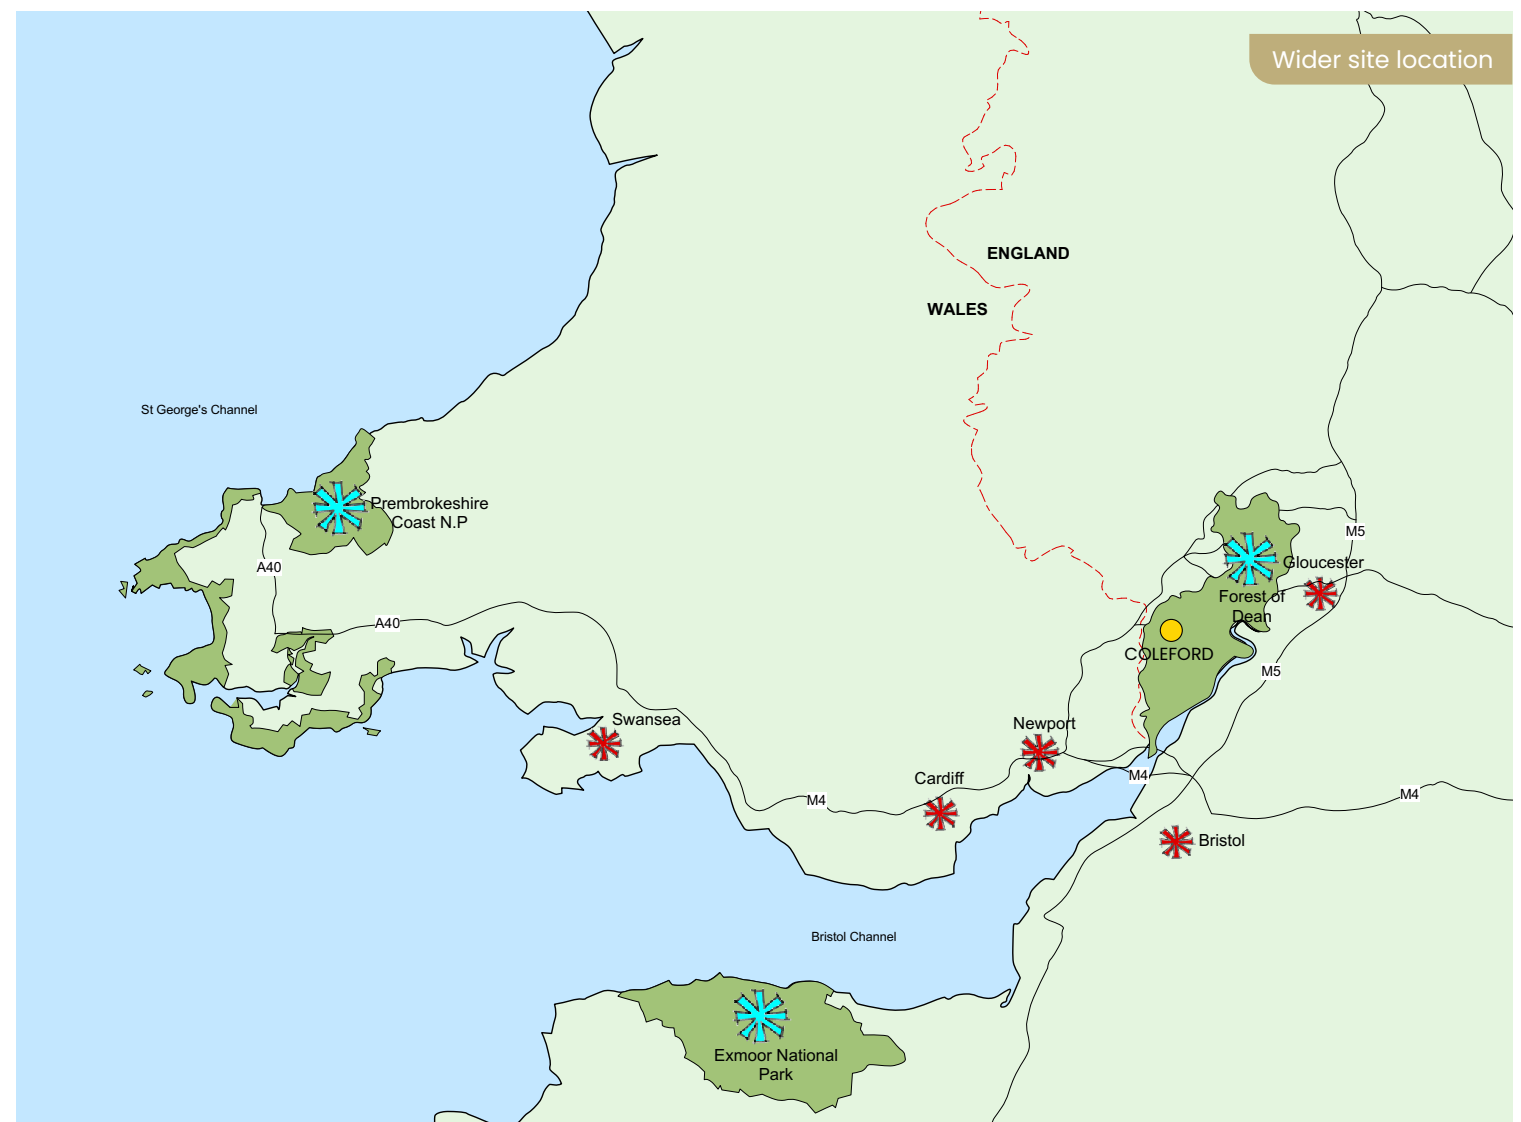 Wider site location
ENGLAND
WALES
St George's Channel
Prembrokeshire
Coast N.P
M5
A40
Gloucester
Forest of
Dean
A40
COLEFORD
M5
Swansea
Newport
Cardiff
M4
M4
M4
Bristol
Bristol Channel
Exmoor National
Park